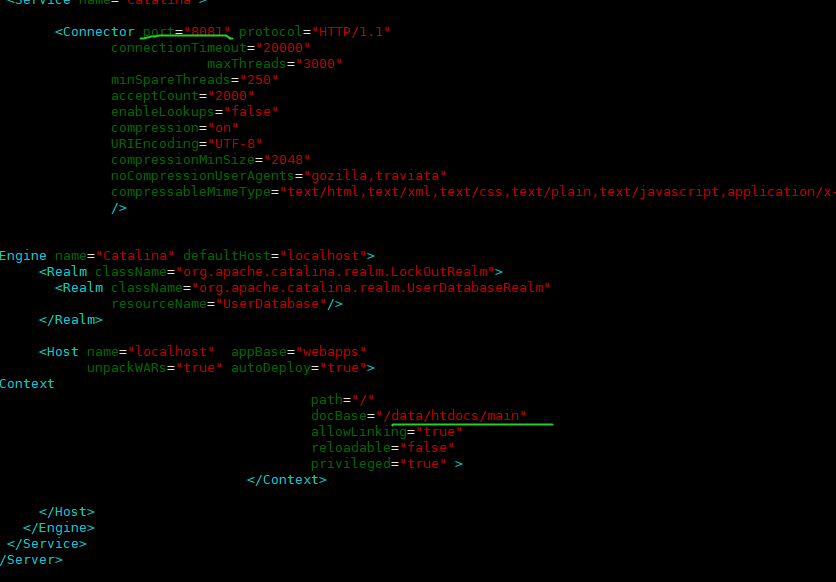 <Service name="Catalina">
<Connector port="8081" protocol="HTTP/1.1"
connectionTimeout="20000"
maxThreads="3000"
minSpareThreads="250"
acceptCount="2000"
enableLookups="false"
compression="on"
URIEncoding="UTF-8"
compressionMinSize="2048"
noCompressionUserAgents="gozilla,traviata"
compressableMimeType="text/html,text/xml,text/css,text/plain,text/javascript,application/x-
/>
Engine name="Catalina" defaultHost="localhost">
<Realm className="org.apache.catalina.realm.LockOutRealm">
<Realm className="org.apache.catalina.realm.UserDatabaseRealm"
resourceName="UserDatabase"/>
</Realm>
<Host name="localhost"  appBase="webapps"
unpackWARs="true" autoDeploy="true">
Context
path="/"
docBase="/data/htdocs/main"
allowLinking="true"
reloadable="false"
privileged="true" >
</Context>
</Host>
</Engine>
</Service>
/Server>